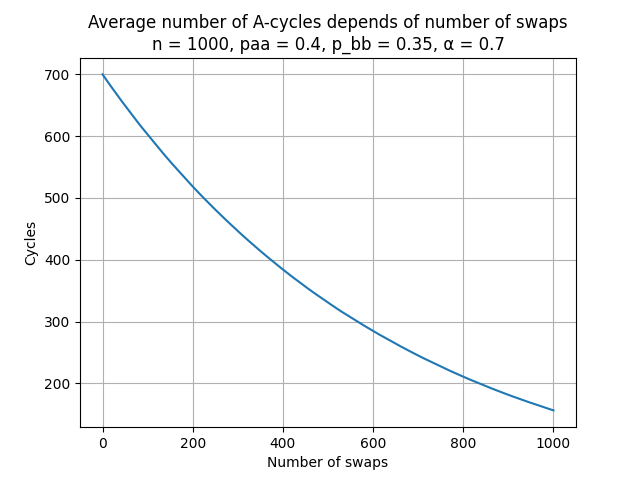 Average number of A-cycles depends of number of swaps
n = 1000, paa = 0.4, p_bb = 0.35, α = 0.7
700
600
500
400
300
200
Cycles
0 200 400 600 800 1000
Number of swaps